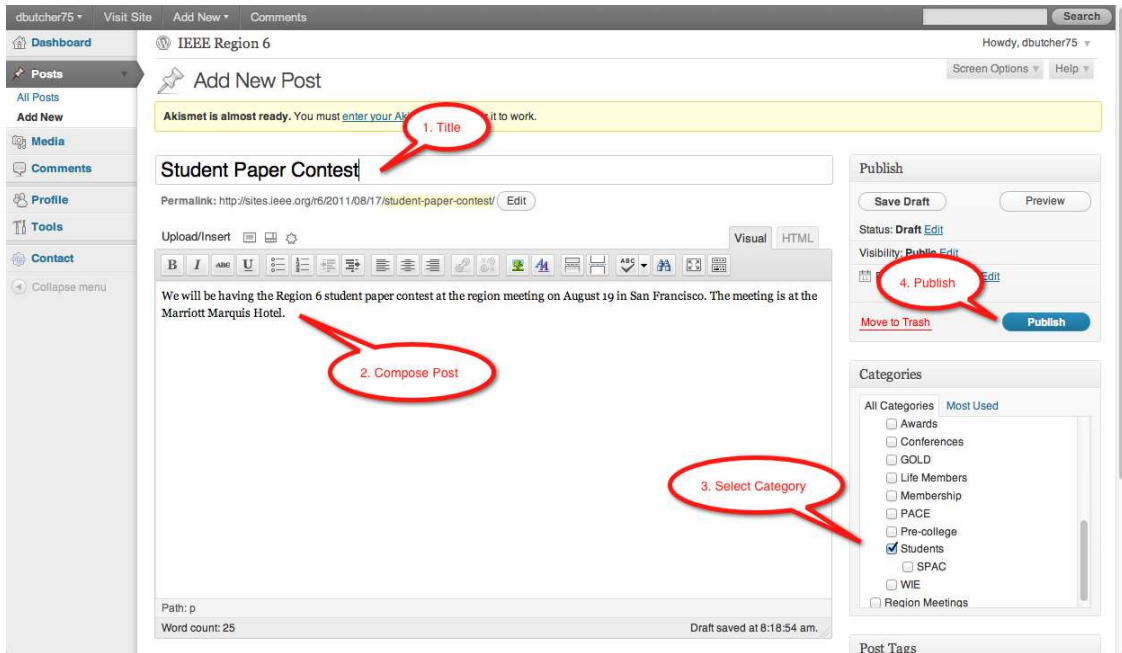 dbutcher75 Visit Site Add New Comments Search
Dashboard
Posts
All Posts
Add New
Media
Comments
Profile
Tools
Contact
Collapse menu
IEEE Region 6 Howdy, dbutcher75
Add New Post Screen Options Help
Akismet is almost ready. You must enter your it to work.
1. Title
Student Paper Contest
Permalink: http://sites.ieee.org/r6/2011/08/17/student-paper-contest/ Edit
Upload/Insert Visual HTML
B I ABC U ABC
We will be having the Region 6 student paper contest at the region meeting on August 19 in San Francisco. The meeting is at the
Marriott Marquis Hotel.
2. Compose Post
Path: p
Word count: 25 Draft saved at 8:18:54 am.
Publish
Save Draft Preview
Status: Draft Edit
Visibility: Public Edit
Edit
4. Publish
Move to Trash Publish
Categories
All Categories Most Used
Awards
Conferences
GOLD
Life Members
Membership
PACE
Pre-college
Students
SPAC
WIE
Region Meetings
3. Select Category
Post Tags